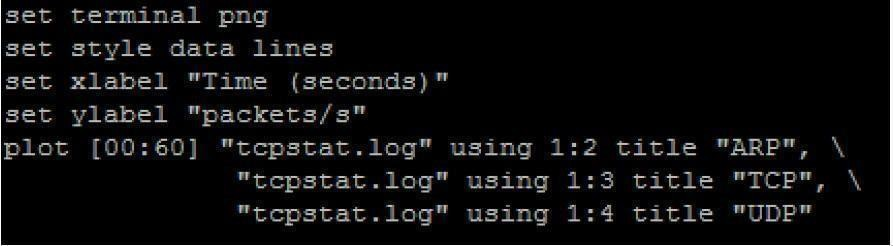 set terminal png
set style data lines
set xlabel "Time (seconds)"
set ylabel "packets/s"
plot [00:60] "tcpstat.log" using 1:2 title "ARP", \
"tcpstat.log" using 1:3 title "TCP", \
"tcpstat.log" using 1:4 title "UDP"